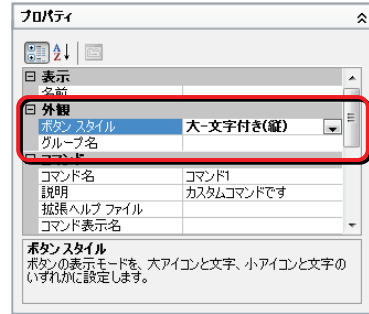 プロパティ
表示
名前
外観
ボタン スタイル 大-文字付き(縦)
グループ名
コマンド
コマンド名 コマンド1
説明 カスタムコマンドです
拡張ヘルプ ファイル
コマンド表示名
ボタン スタイル
ボタンの表示モードを、大アイコンと文字、小アイコンと文字の
いずれかに設定します。